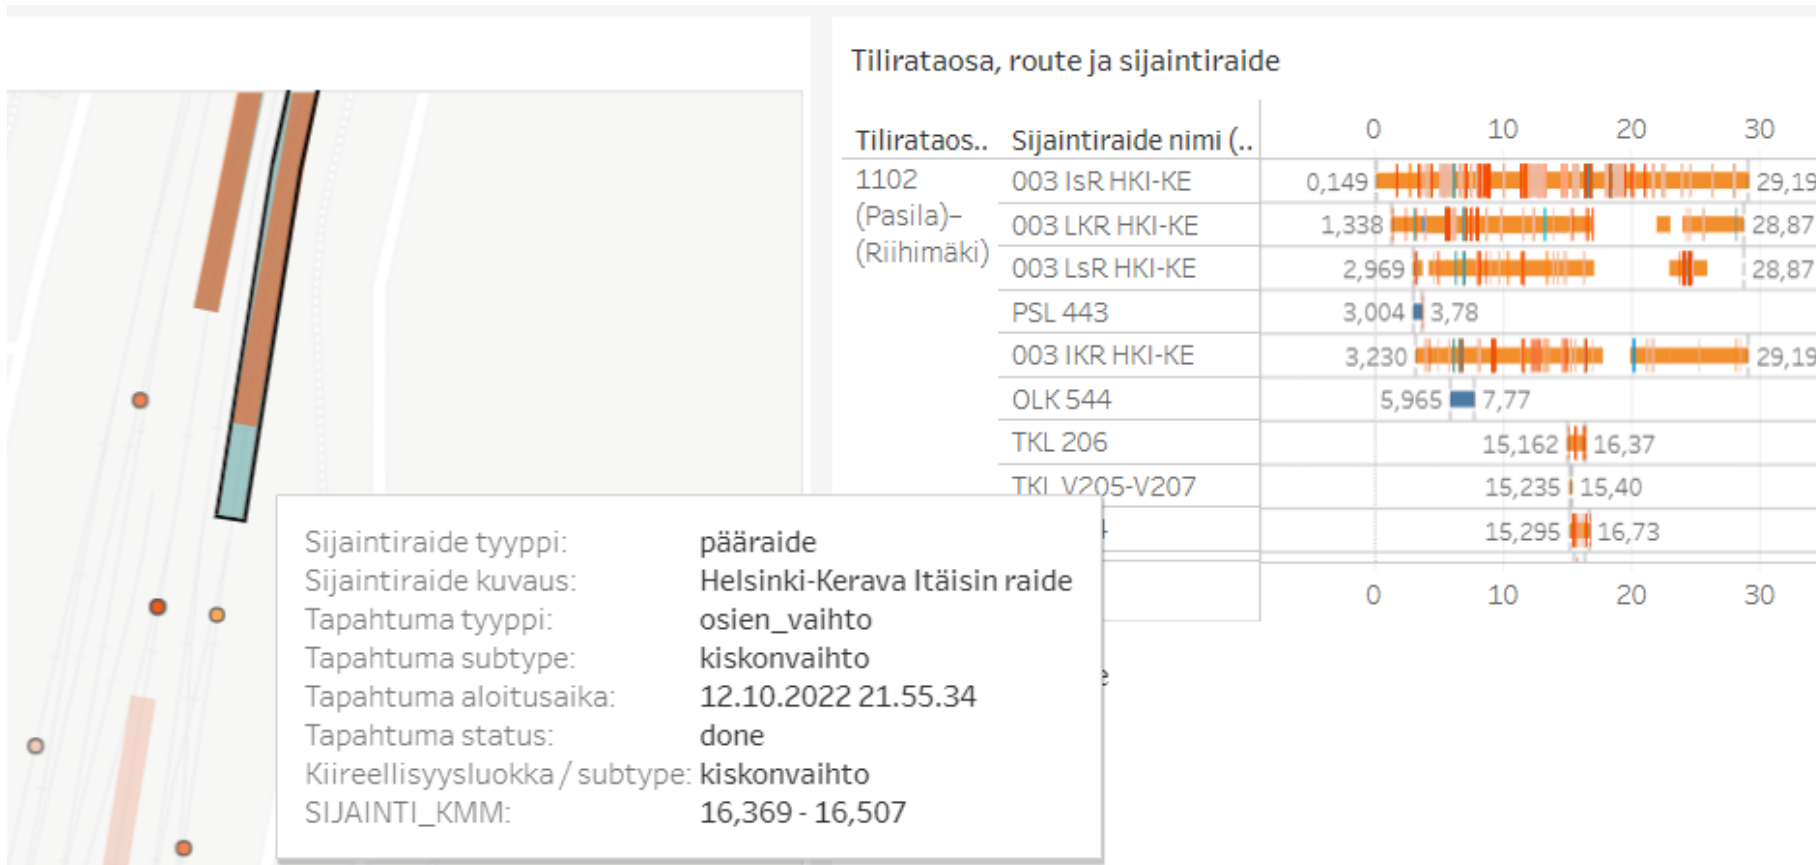 Tilirataosa, route ja sijaintiraide
0 10 20 30
Tilirataos.. Sijaintiraide nimi (..
1102 (Pasila)– (Riihimäki)
003 IsR HKI-KE 0,149 29,19
003 LKR HKI-KE 1,338 28,87
003 LsR HKI-KE 2,969 28,87
PSL 443 3,004 3,78
003 IKR HKI-KE 3,230 29,19
OLK 544 5,965 7,77
TKL 206 15,162 16,37
TKL V205-V207 15,235 15,40
15,295 16,73
0 10 20 30
Sijaintiraide tyyppi: pääraide
Sijaintiraide kuvaus: Helsinki-Kerava Itäisin raide
Tapahtuma tyyppi: osien_vaihto
Tapahtuma subtype: kiskonvaihto
Tapahtuma aloitusaika: 12.10.2022 21.55.34
Tapahtuma status: done
Kiireellisyysluokka / subtype: kiskonvaihto
SIJAINTI_KMM: 16,369 - 16,507